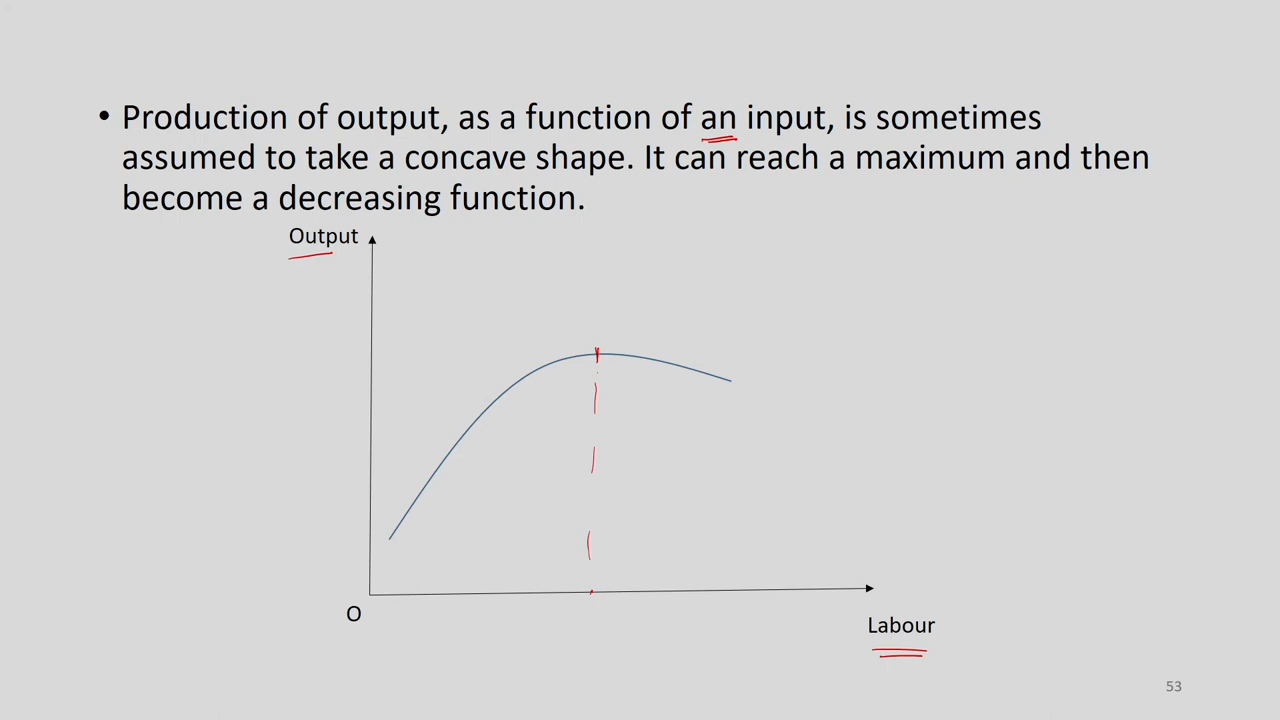 • Production of output, as a function of an input, is sometimes
assumed to take a concave shape. It can reach a maximum and then
become a decreasing function.
Output
O
Labour
53